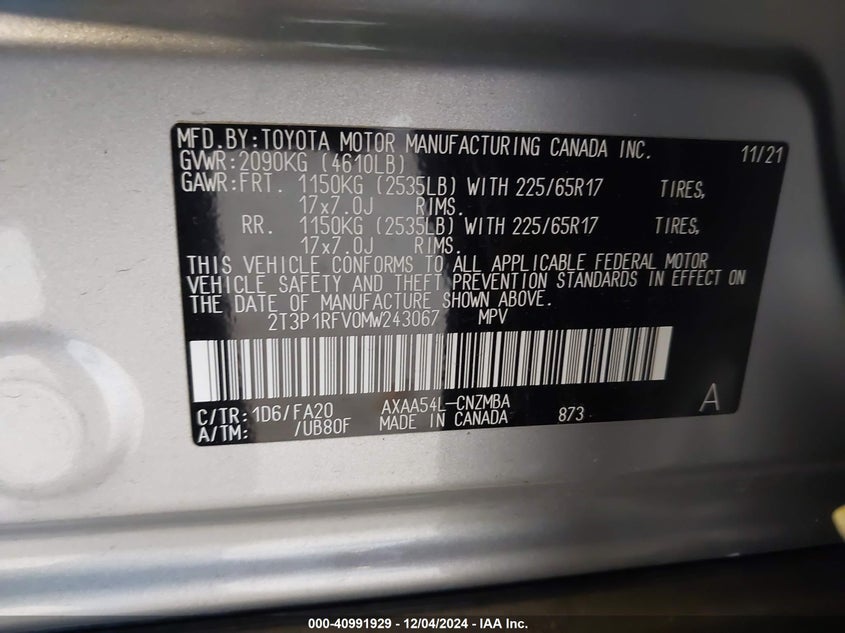 MFD.BY:TOYOTA MOTOR MANUFACTURING CANADA INC. 11/21
GVWR:2090KG (4610LB)
GAWR:FRT. 1150KG (2535LB) WITH 225/65R17 TIRES,
17x7.0J RIMS.
RR. 1150KG (2535LB) WITH 225/65R17 TIRES,
17x7.0J RIMS.
THIS VEHICLE CONFORMS TO ALL APPLICABLE FEDERAL MOTOR
VEHICLE SAFETY AND THEFT PREVENTION STANDARDS IN EFFECT ON
THE DATE OF MANUFACTURE SHOWN ABOVE.
2T3P1RFV0MW243067 MPV
C/TR:1D6/FA20 AXAA54L-CNZMBA A
A/TM: /UB80F MADE IN CANADA 873
000-40991929 - 12/04/2024 - IAA Inc.